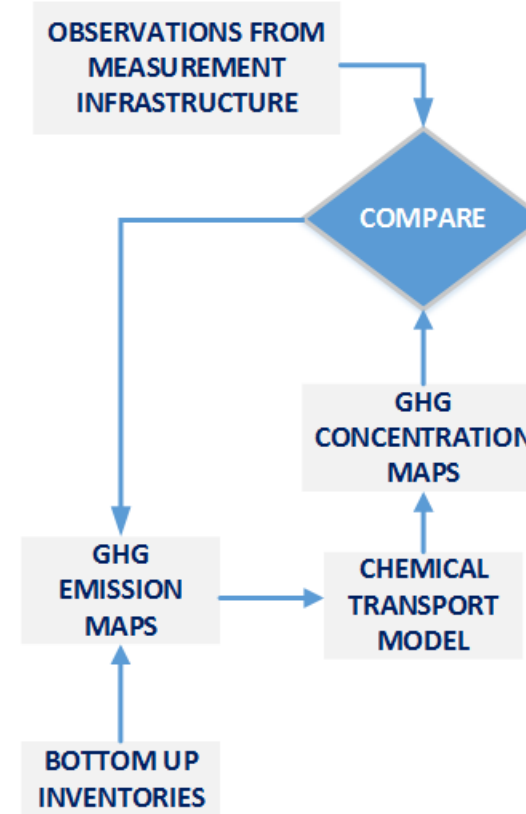 OBSERVATIONS FROM
MEASUREMENT
INFRASTRUCTURE
COMPARE
GHG
CONCENTRATION
MAPS
GHG
EMISSION
MAPS
CHEMICAL
TRANSPORT
MODEL
BOTTOM UP
INVENTORIES